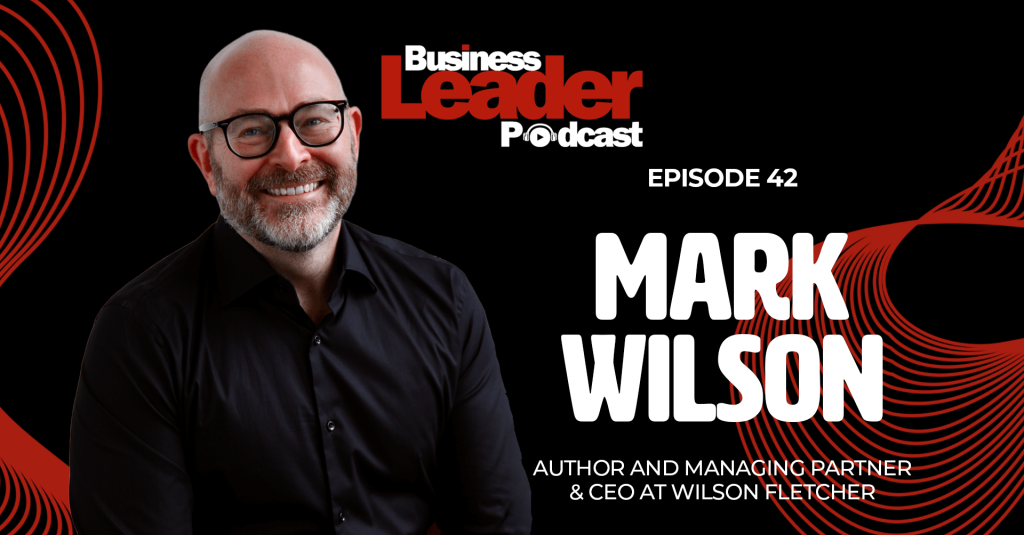 Business
Leader
Podcast
EPISODE 42
MARK
WILSON
AUTHOR AND MANAGING PARTNER
& CEO AT WILSON FLETCHER